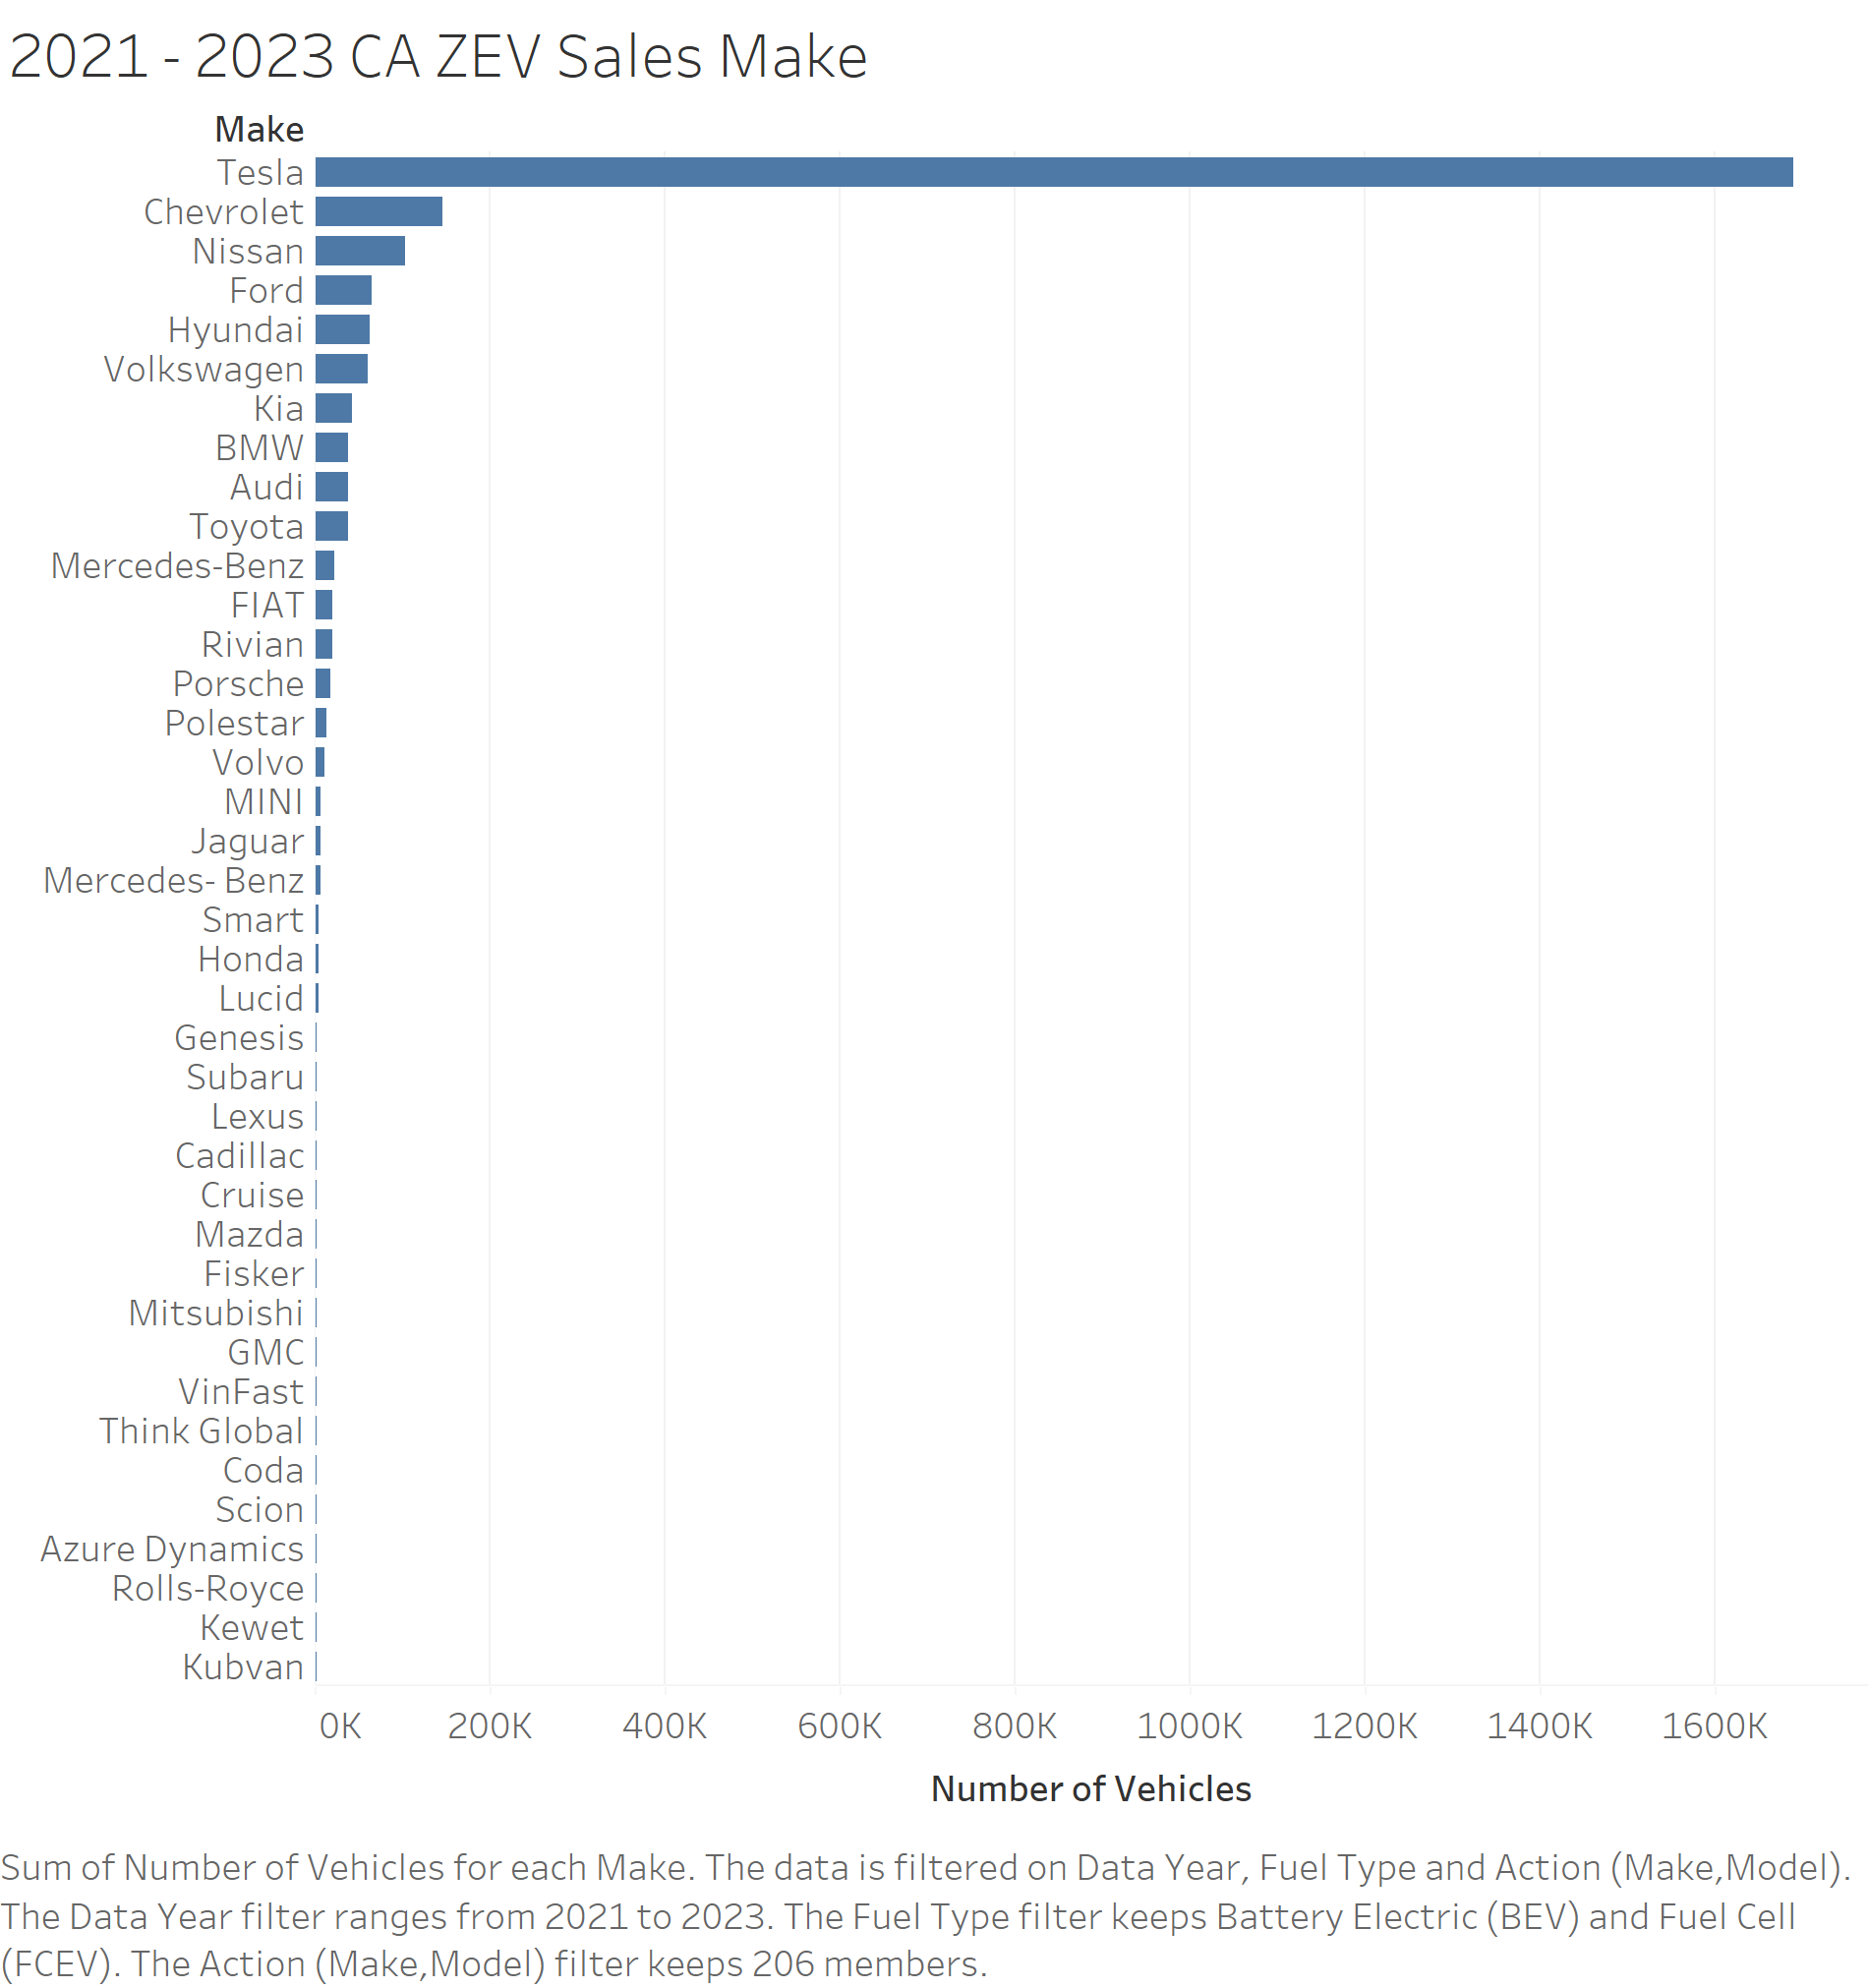 2021 - 2023 CA ZEV Sales Make
Make
Tesla
Chevrolet
Nissan
Ford
Hyundai
Volkswagen
Kia
BMW
Audi
Toyota
Mercedes-Benz
FIAT
Rivian
Porsche
Polestar
Volvo
MINI
Jaguar
Mercedes- Benz
Smart
Honda
Lucid
Genesis
Subaru
Lexus
Cadillac
Cruise
Mazda
Fisker
Mitsubishi
GMC
VinFast
Think Global
Coda
Scion
Azure Dynamics
Rolls-Royce
Kewet
Kubvan
0K 200K 400K 600K 800K 1000K 1200K 1400K 1600K
Number of Vehicles
Sum of Number of Vehicles for each Make. The data is filtered on Data Year, Fuel Type and Action (Make,Model).
The Data Year filter ranges from 2021 to 2023. The Fuel Type filter keeps Battery Electric (BEV) and Fuel Cell
(FCEV). The Action (Make,Model) filter keeps 206 members.